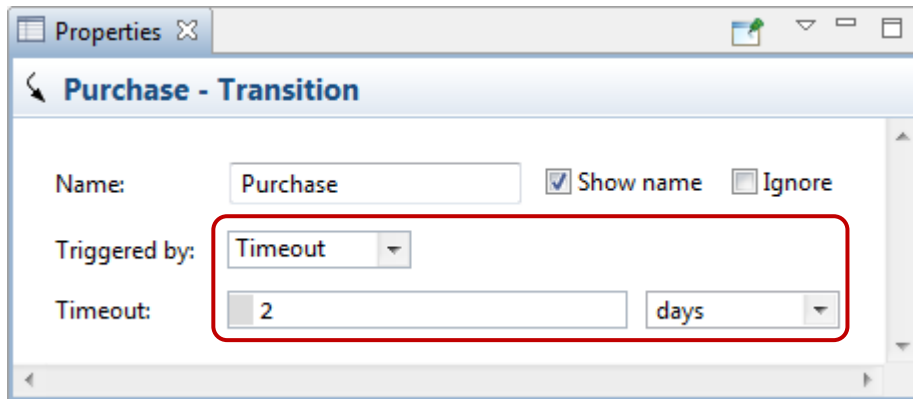 Properties
Purchase - Transition
Name: Purchase Show name Ignore
Triggered by: Timeout
Timeout: 2 days